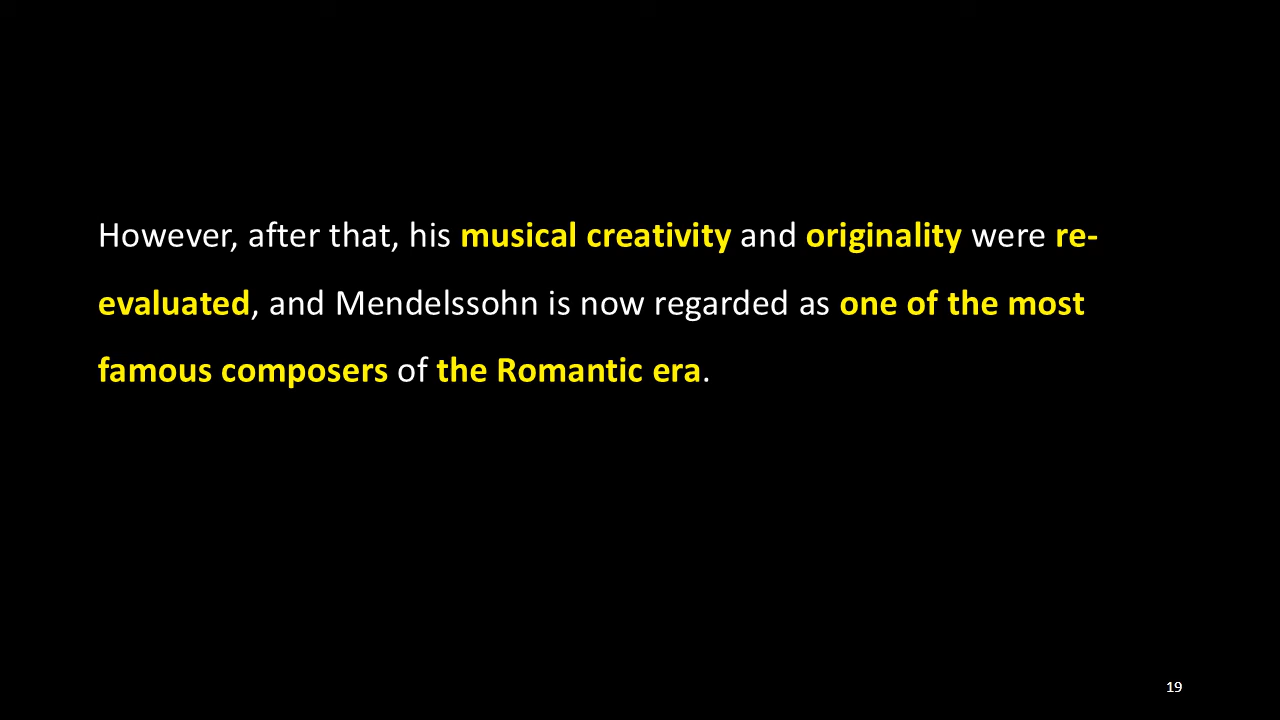 However, after that, his musical creativity and originality were re-
evaluated, and Mendelssohn is now regarded as one of the most
famous composers of the Romantic era.
19